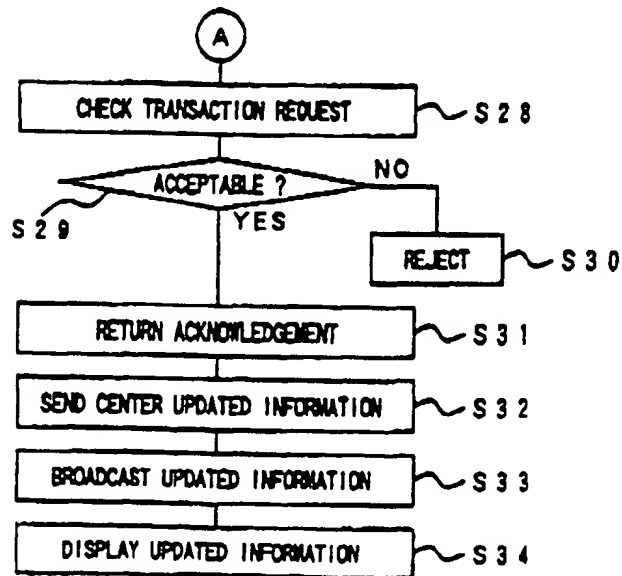 A
CHECK TRANSACTION REQUEST S28
ACCEPTABLE ? NO
S29 YES
REJECT S30
RETURN ACKNOWLEDGEMENT S31
SEND CENTER UPDATED INFORMATION S32
BROADCAST UPDATED INFORMATION S33
DISPLAY UPDATED INFORMATION S34